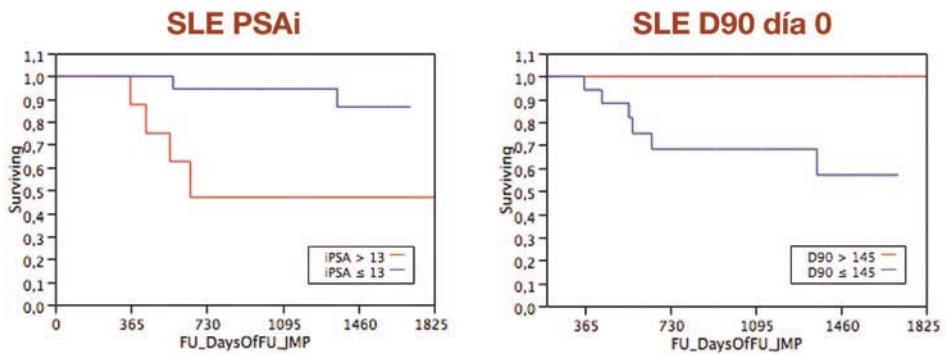 SLE PSAi
1,1
1,0
0,9
0,8
0,7
0,6
0,5
0,4
0,3
0,2
0,1
0,0
Surviving
iPSA > 13
iPSA ≤ 13
0 365 730 1095 1460 1825
FU_DaysOfFU_JMP
SLE D90 día 0
1,1
1,0
0,9
0,8
0,7
0,6
0,5
0,4
0,3
0,2
0,1
0,0
Surviving
D90 > 145
D90 ≤ 145
365 730 1095 1460 1825
FU_DaysOfFU_JMP